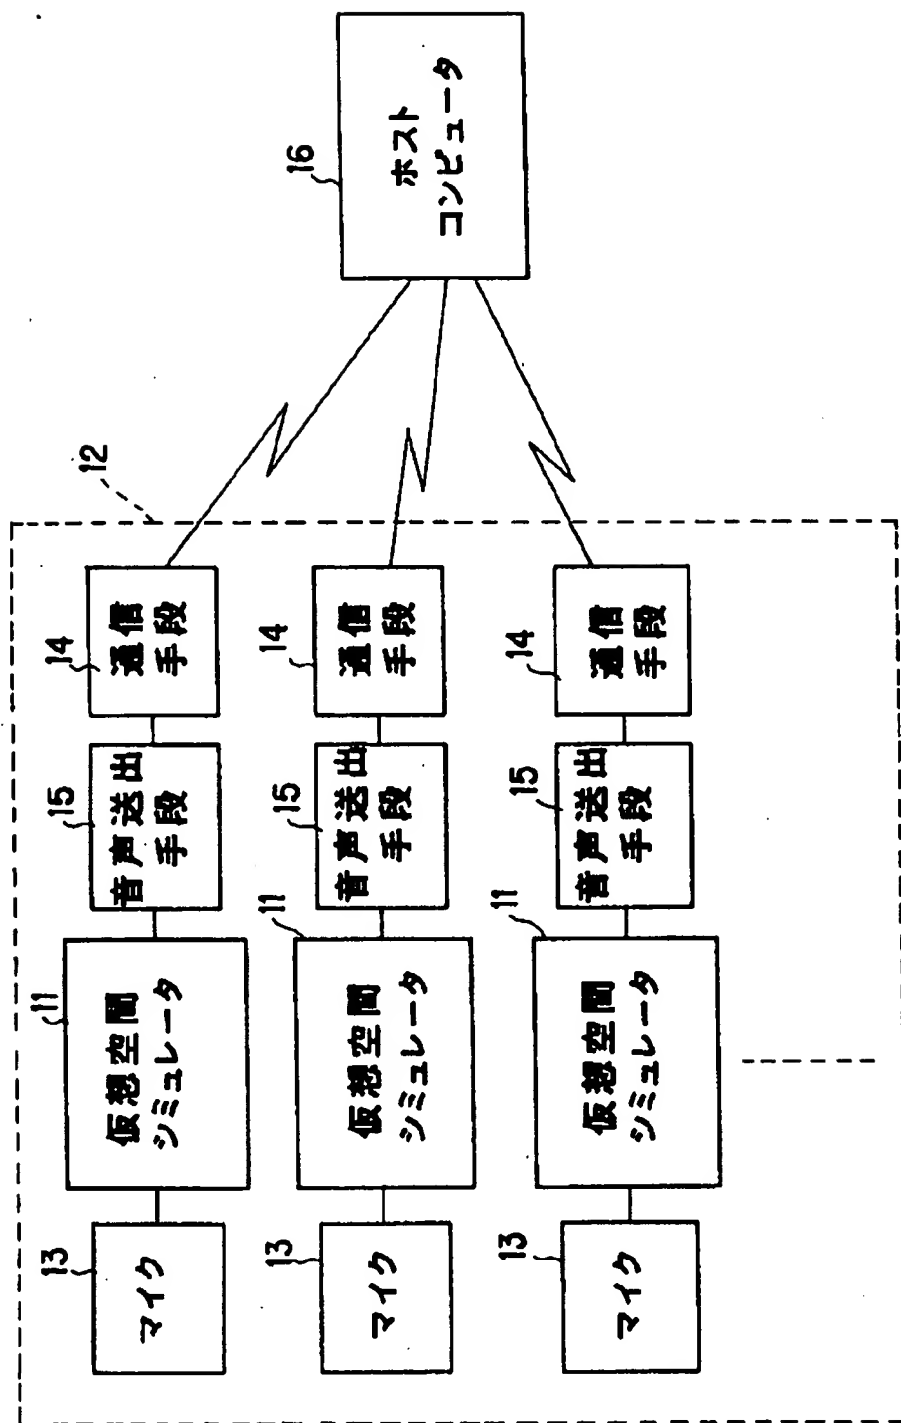 13
マイク
11
仮想空間
シミュレータ
15
音声送出
手段
14
通信
手段
12
13
マイク
11
仮想空間
シミュレータ
15
音声送出
手段
14
通信
手段
16
ホスト
コンピュータ
13
マイク
11
仮想空間
シミュレータ
15
音声送出
手段
14
通信
手段